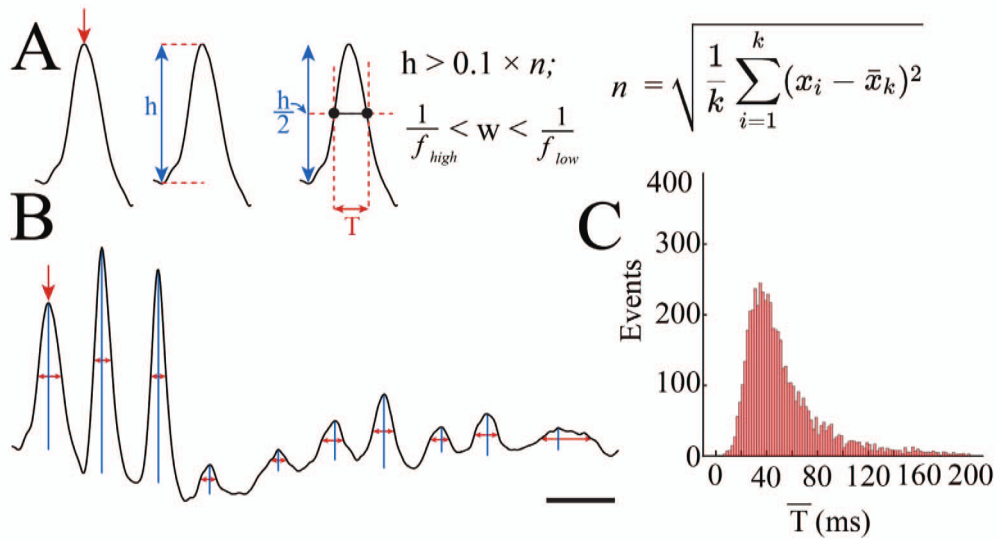 A
h
h/2
T
h > 0.1 × n;
1/f_high < w < 1/f_low
n = √(1/k ∑_{i=1}^{k} (x_i − x̄_k)²)
B
C
Events
400
300
200
100
0
0 40 80 120 160 200
T̅ (ms)